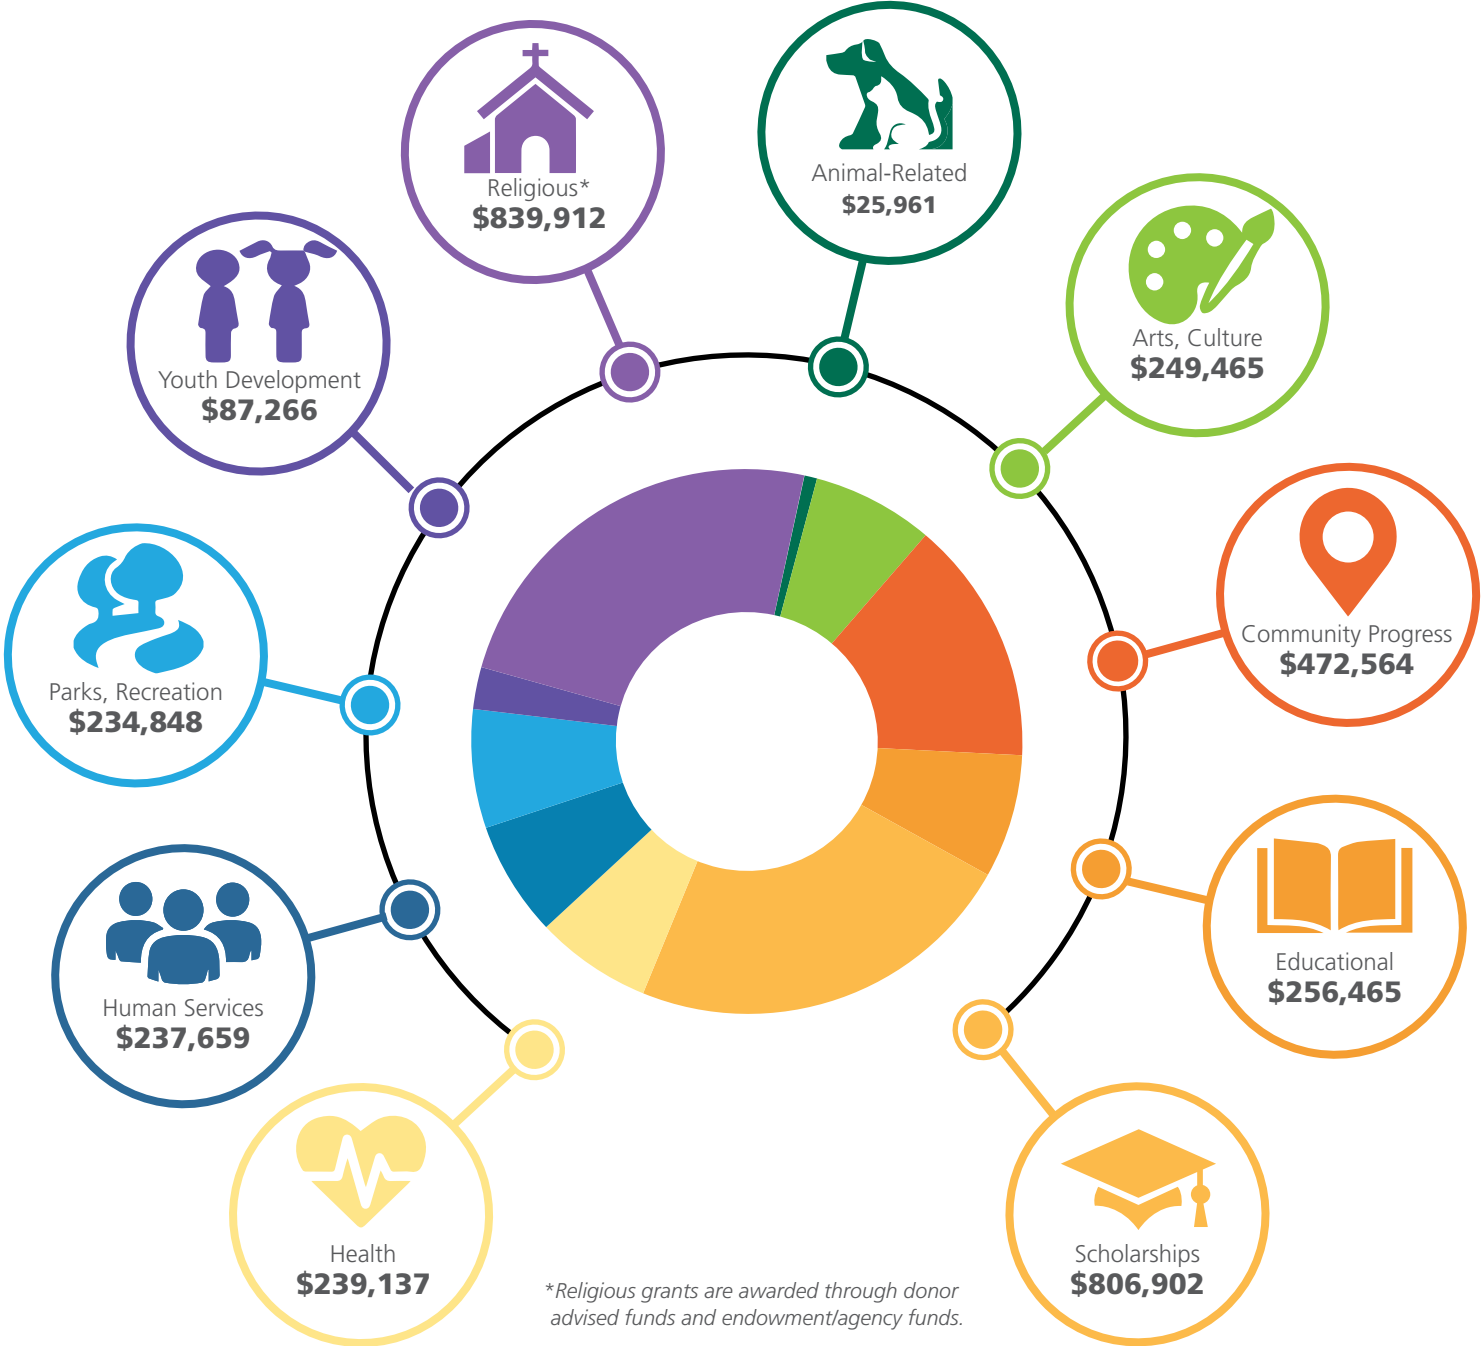 Religious*
$839,912
Animal-Related
$25,961
Arts, Culture
$249,465
Youth Development
$87,266
Community Progress
$472,564
Parks, Recreation
$234,848
Educational
$256,465
Human Services
$237,659
Health
$239,137
Scholarships
$806,902
*Religious grants are awarded through donor
advised funds and endowment/agency funds.